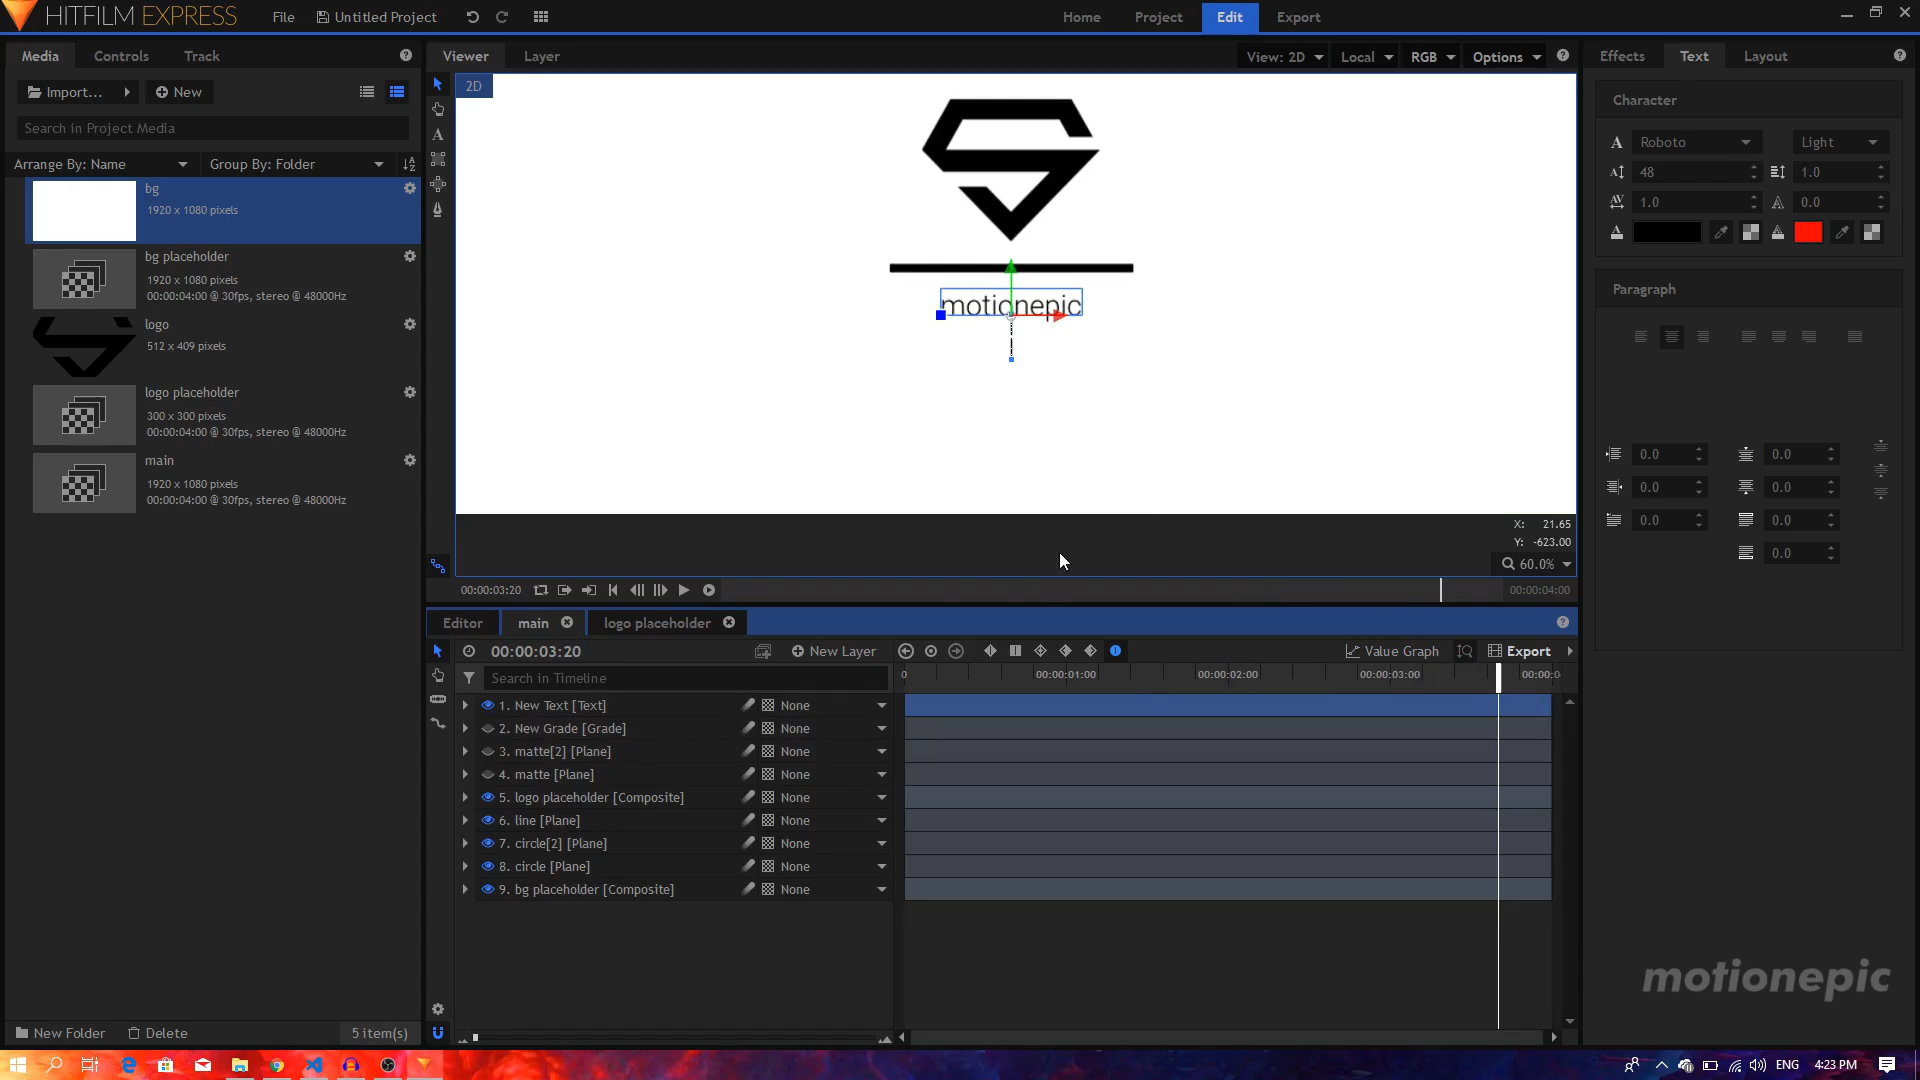 HITFILM EXPRESS
File
Untitled Project
Home
Project
Edit
Export
Media
Controls
Track
Import...
New
Search in Project Media
Arrange By: Name
Group By: Folder
bg
1920 x 1080 pixels
bg placeholder
1920 x 1080 pixels
00:00:04:00 @ 30fps, stereo @ 48000Hz
logo
512 x 409 pixels
logo placeholder
300 x 300 pixels
00:00:04:00 @ 30fps, stereo @ 48000Hz
main
1920 x 1080 pixels
00:00:04:00 @ 30fps, stereo @ 48000Hz
New Folder
Delete
5 item(s)
Viewer
Layer
View: 2D
Local
RGB
Options
2D
motionepic
X: 21.65
Y: -623.00
60.0%
00:00:03:20
00:00:04:00
Effects
Text
Layout
Character
Roboto
Light
48
1.0
1.0
0.0
Paragraph
0.0
0.0
0.0
0.0
0.0
0.0
0.0
Editor
main
logo placeholder
00:00:03:20
New Layer
Value Graph
Export
Search in Timeline
0
00:00:01:00
00:00:02:00
00:00:03:00
00:00:0
1. New Text [Text] None
2. New Grade [Grade] None
3. matte[2] [Plane] None
4. matte [Plane] None
5. logo placeholder [Composite] None
6. line [Plane] None
7. circle[2] [Plane] None
8. circle [Plane] None
9. bg placeholder [Composite] None
motionepic
ENG
4:23 PM